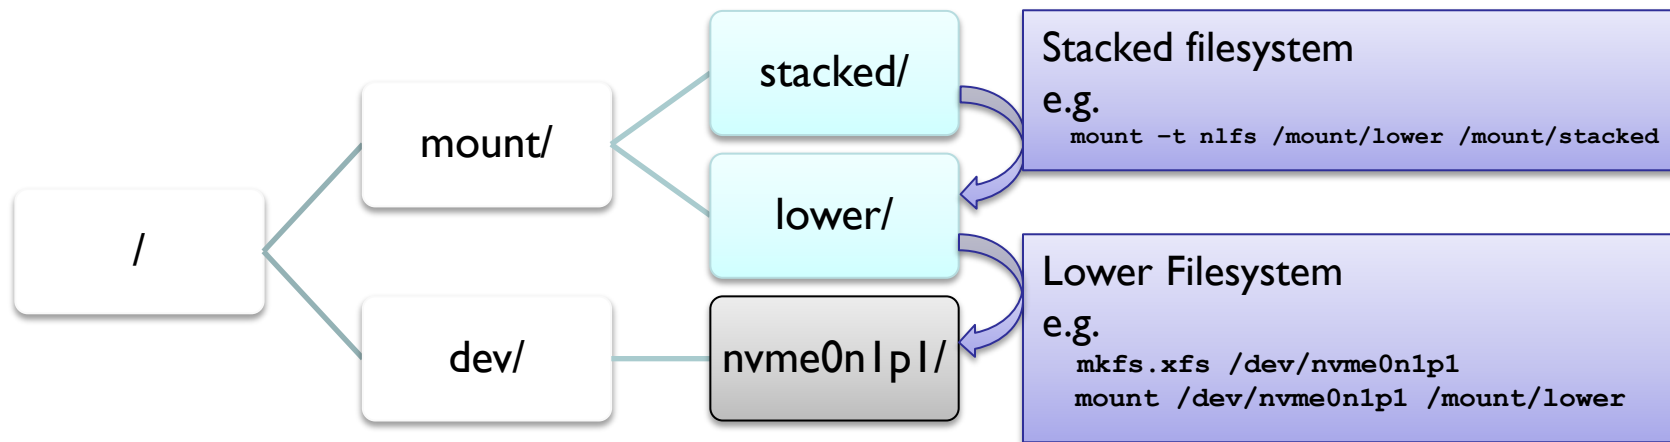 /
mount/
dev/
stacked/
lower/
nvme0n1p1/
Stacked filesystem
e.g.
mount –t nlfs /mount/lower /mount/stacked
Lower Filesystem
e.g.
mkfs.xfs /dev/nvme0n1p1
mount /dev/nvme0n1p1 /mount/lower